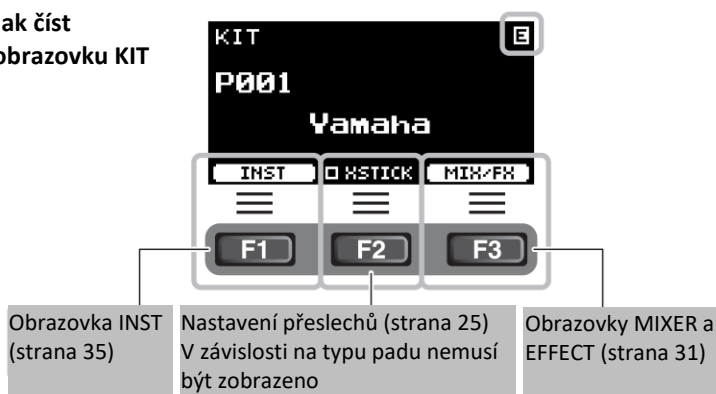 ak číst
obrazovku KIT
KIT
E
P001
Yamaha
INST
XSTICK
MIX/FX
F1
F2
F3
Obrazovka INST
(strana 35)
Nastavení přeslechů (strana 25)
V závislosti na typu padu nemusí
být zobrazeno
Obrazovky MIXER a
EFFECT (strana 31)